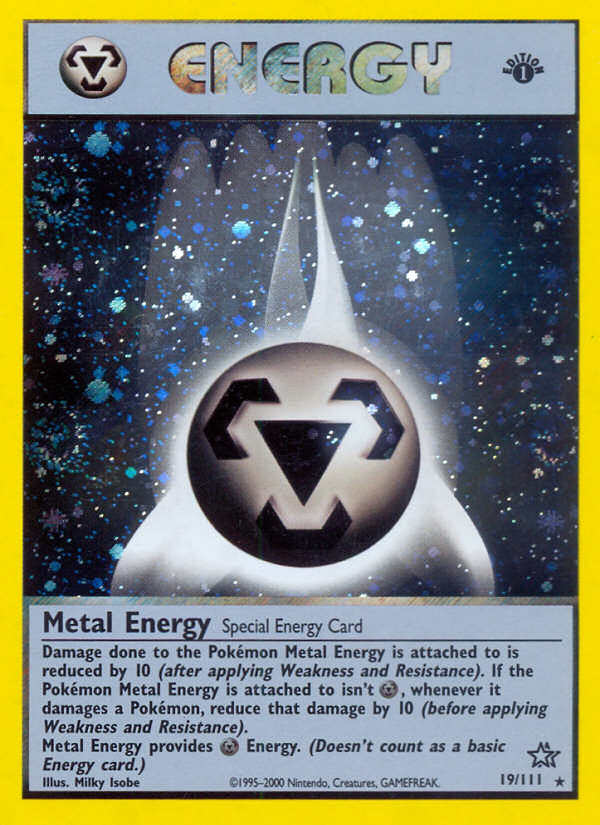 ENERGY
EDITION
1
Metal Energy Special Energy Card
Damage done to the Pokémon Metal Energy is attached to is
reduced by 10 (after applying Weakness and Resistance). If the
Pokémon Metal Energy is attached to isn't , whenever it
damages a Pokémon, reduce that damage by 10 (before applying
Weakness and Resistance).
Metal Energy provides Energy. (Doesn't count as a basic
Energy card.)
Illus. Milky Isobe ©1995–2000 Nintendo, Creatures, GAMEFREAK. 19/111 ★